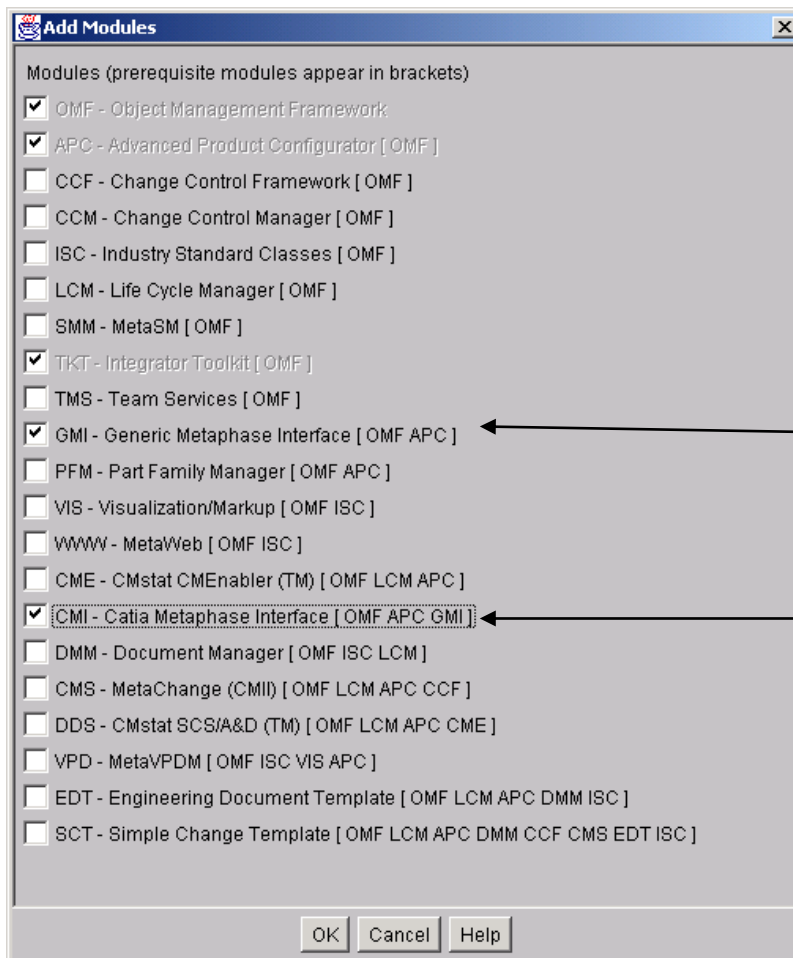 Add Modules
Modules (prerequisite modules appear in brackets)
OMF - Object Management Framework
APC - Advanced Product Configurator [ OMF ]
CCF - Change Control Framework [ OMF ]
CCM - Change Control Manager [ OMF ]
ISC - Industry Standard Classes [ OMF ]
LCM - Life Cycle Manager [ OMF ]
SMM - MetaSM [ OMF ]
TKT - Integrator Toolkit [ OMF ]
TMS - Team Services [ OMF ]
GMI - Generic Metaphase Interface [ OMF APC ]
PFM - Part Family Manager [ OMF APC ]
VIS - Visualization/Markup [ OMF ISC ]
WWW - MetaWeb [ OMF ISC ]
CME - CMstat CMEnabler (TM) [ OMF LCM APC ]
CMI - Catia Metaphase Interface [ OMF APC GMI ]
DMM - Document Manager [ OMF ISC LCM ]
CMS - MetaChange (CMII) [ OMF LCM APC CCF ]
DDS - CMstat SCS/A&D (TM) [ OMF LCM APC CME ]
VPD - MetaVPDM [ OMF ISC VIS APC ]
EDT - Engineering Document Template [ OMF LCM APC DMM ISC ]
SCT - Simple Change Template [ OMF LCM APC DMM CCF CMS EDT ISC ]
OK Cancel Help